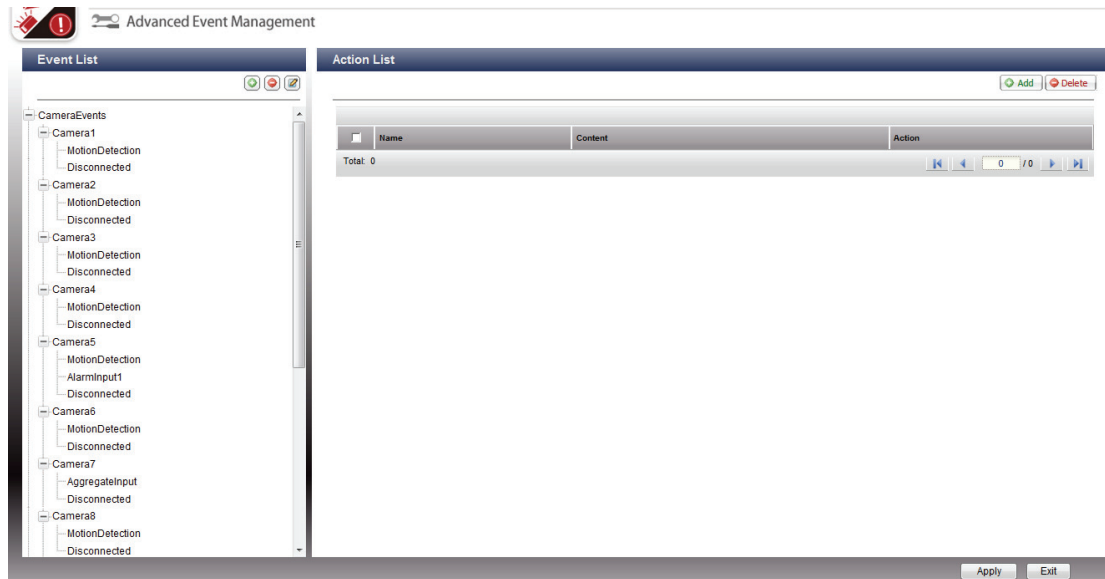 Advanced Event Management
Event List
CameraEvents
Camera1
MotionDetection
Disconnected
Camera2
MotionDetection
Disconnected
Camera3
MotionDetection
Disconnected
Camera4
MotionDetection
Disconnected
Camera5
MotionDetection
AlarmInput1
Disconnected
Camera6
MotionDetection
Disconnected
Camera7
AggregateInput
Disconnected
Camera8
MotionDetection
Disconnected
Action List
Add Delete
Name Content Action
Total: 0 0 / 0
Apply Exit